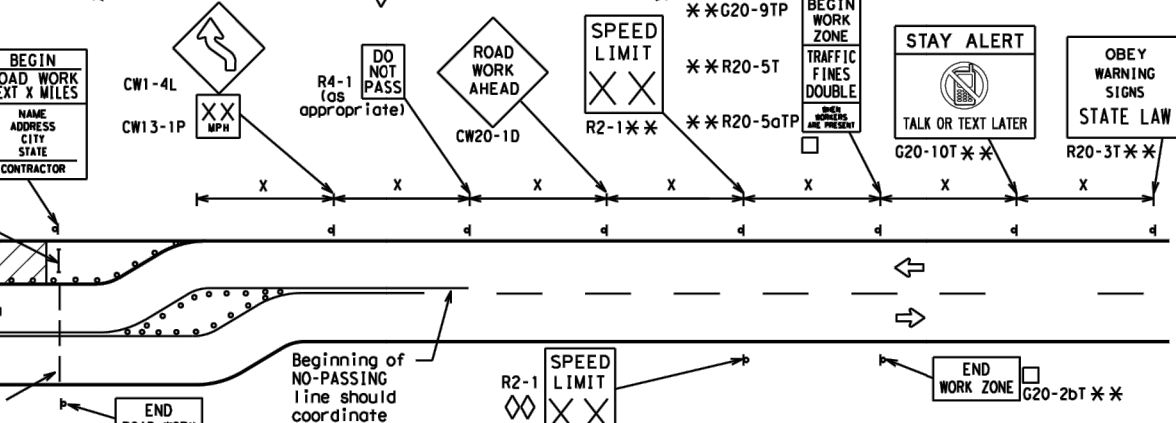 BEGIN
ROAD WORK
NEXT X MILES
NAME
ADDRESS
CITY
STATE
CONTRACTOR
CW1-4L
CW13-1P
XX
MPH
R4-1
(as
appropriate)
DO
NOT
PASS
ROAD
WORK
AHEAD
CW20-1D
SPEED
LIMIT
XX
R2-1**
**G20-9TP
**R20-5T
**R20-5aTP
BEGIN
WORK
ZONE
TRAFFIC
FINES
DOUBLE
WHEN
WORKERS
ARE PRESENT
STAY ALERT
TALK OR TEXT LATER
G20-10T**
OBEY
WARNING
SIGNS
STATE LAW
R20-3T**
X X X X X X X
Beginning of
NO-PASSING
line should
coordinate
R2-1
◇◇
SPEED
LIMIT
XX
END
WORK ZONE
G20-2bT**
END
ROAD WORK